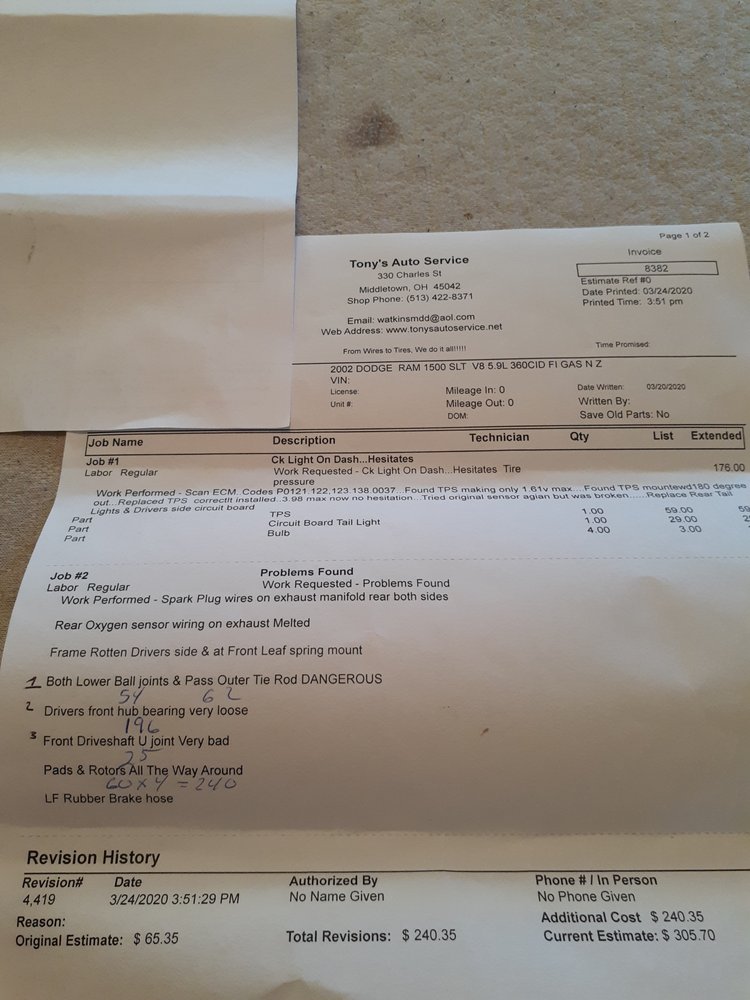 Page 1 of 2
Tony's Auto Service
330 Charles St
Middletown, OH 45042
Shop Phone: (513) 422-8371
Email: watkinsmdd@aol.com
Web Address: www.tonysautoservice.net
From Wires to Tires, We do it all!!!!!
Invoice
8382
Estimate Ref #0
Date Printed: 03/24/2020
Printed Time: 3:51 pm
Time Promised:
2002 DODGE RAM 1500 SLT V8 5.9L 360CID FI GAS N Z
VIN:
License: Mileage In: 0 Date Written: 03/20/2020
Unit #: Mileage Out: 0 Written By:
DOM: Save Old Parts: No
Job Name Description Technician Qty List Extended
Job #1 Ck Light On Dash...Hesitates
Labor Regular Work Requested - Ck Light On Dash...Hesitates Tire 176.00
pressure
Work Performed - Scan ECM..Codes P0121.122,123.138.0037...Found TPS making only 1.61v max...Found TPS mountewd180 degree
out...Replaced TPS correctlt installed..3.98 max now no hesitation...Tried original sensor agian but was broken.....Replace Rear Tail
Lights & Drivers side circuit board
Part TPS 1.00 59.00
Part Circuit Board Tail Light 1.00 29.00
Part Bulb 4.00 3.00
Job #2 Problems Found
Labor Regular Work Requested - Problems Found
Work Performed - Spark Plug wires on exhaust manifold rear both sides
Rear Oxygen sensor wiring on exhaust Melted
Frame Rotten Drivers side & at Front Leaf spring mount
1 Both Lower Ball joints & Pass Outer Tie Rod DANGEROUS
54 62
2 Drivers front hub bearing very loose
196
3 Front Driveshaft U joint Very bad
25
Pads & Rotors All The Way Around
60 x 4 = 240
LF Rubber Brake hose
Revision History
Revision# Date Authorized By Phone # / In Person
4,419 3/24/2020 3:51:29 PM No Name Given No Phone Given
Reason: Additional Cost $ 240.35
Original Estimate: $ 65.35 Total Revisions: $ 240.35 Current Estimate: $ 305.70